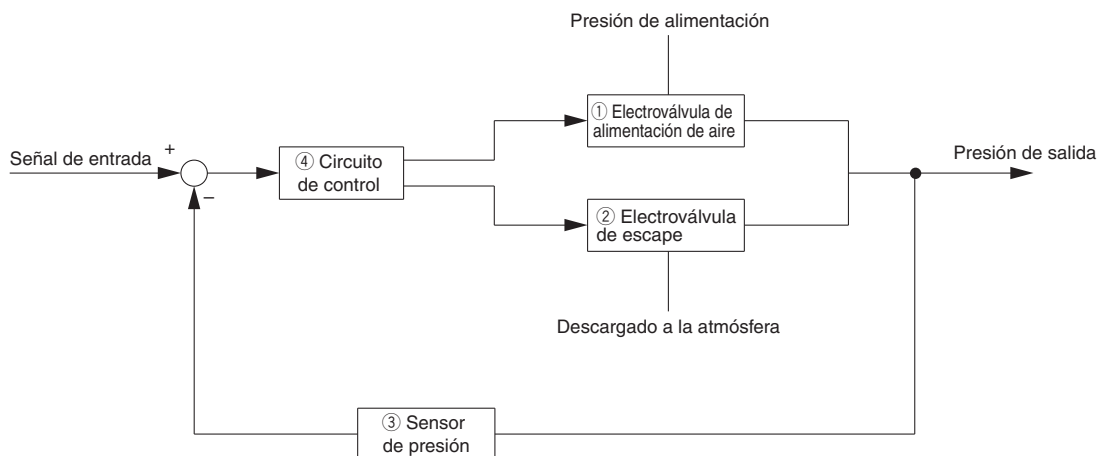 Presión de alimentación
① Electroválvula de
alimentación de aire
Señal de entrada
+
−
④ Circuito
de control
Presión de salida
② Electroválvula
de escape
Descargado a la atmósfera
③ Sensor
de presión